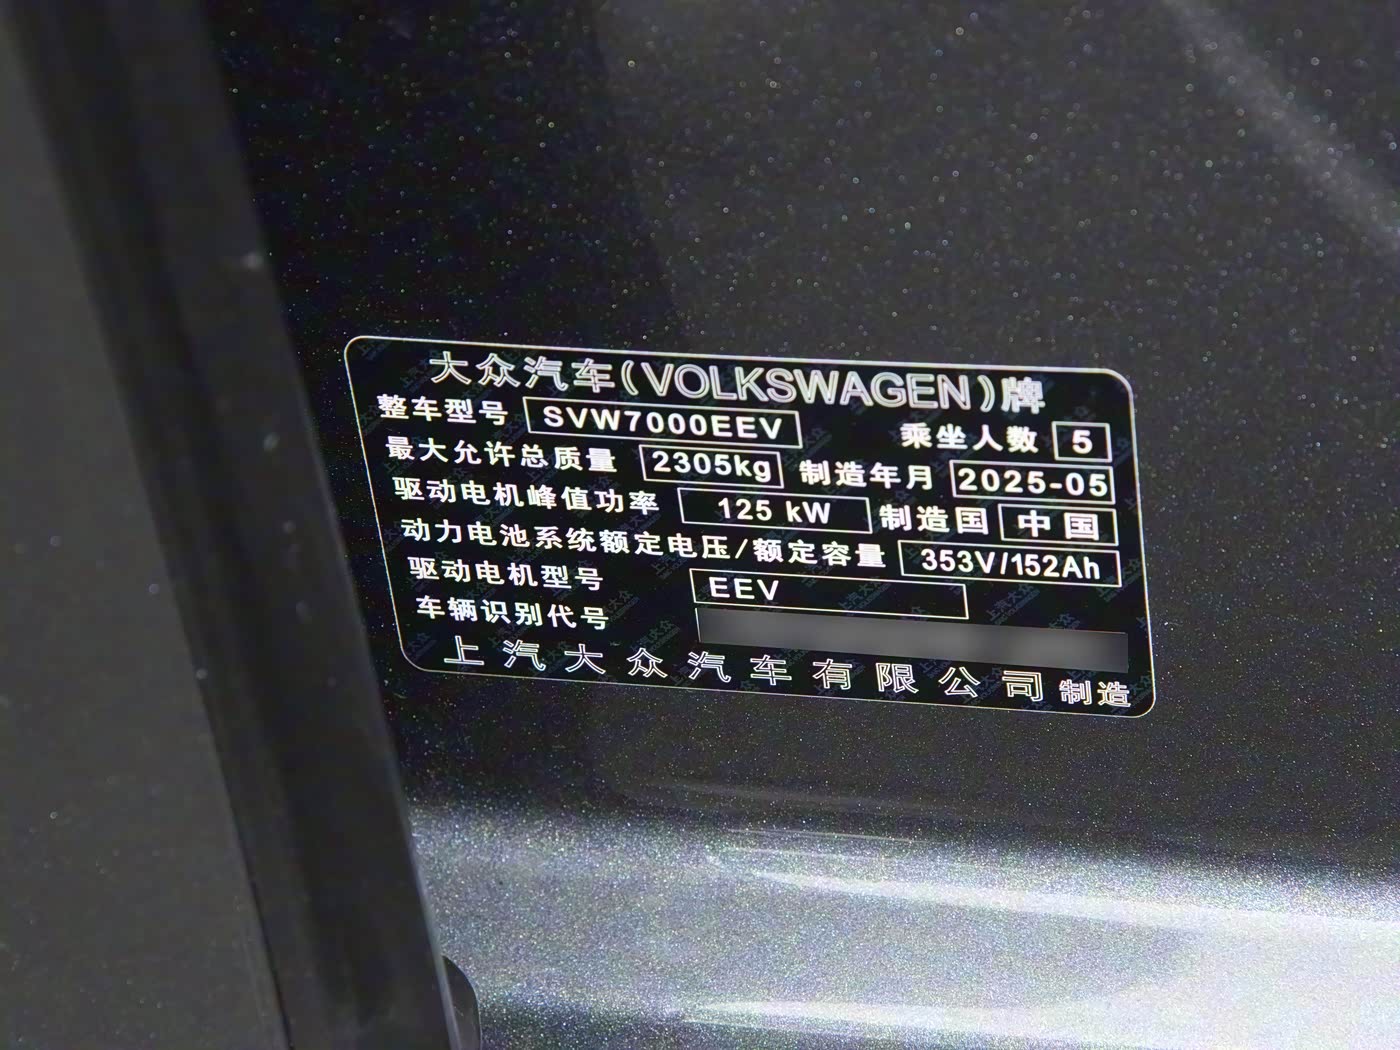 大众汽车(VOLKSWAGEN)牌
整车型号 SVW7000EEV 乘坐人数 5
最大允许总质量 2305kg 制造年月 2025-05
驱动电机峰值功率 125 kW 制造国 中国
动力电池系统额定电压/额定容量 353V/152Ah
驱动电机型号 EEV
车辆识别代号
上汽大众汽车有限公司制造